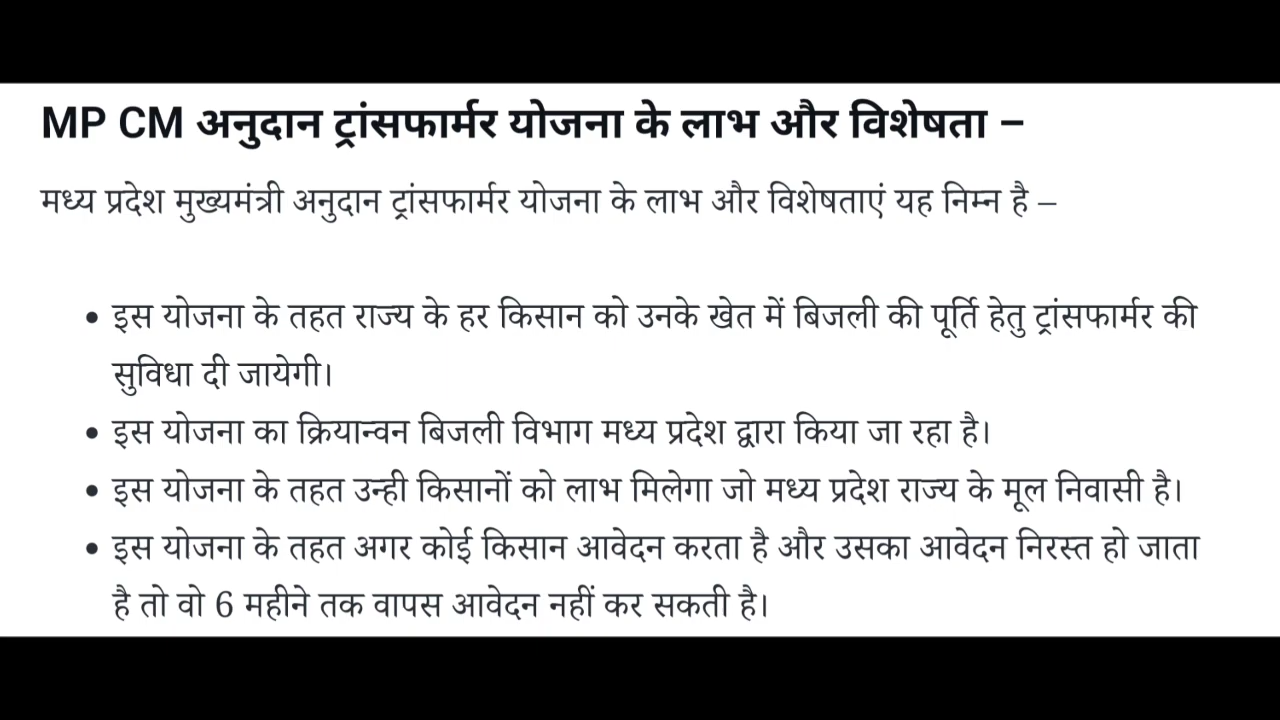 MP CM अनुदान ट्रांसफार्मर योजना के लाभ और विशेषता –
मध्य प्रदेश मुख्यमंत्री अनुदान ट्रांसफार्मर योजना के लाभ और विशेषताएं यह निम्न है –
• इस योजना के तहत राज्य के हर किसान को उनके खेत में बिजली की पूर्ति हेतु ट्रांसफार्मर की
सुविधा दी जायेगी।
• इस योजना का क्रियान्वन बिजली विभाग मध्य प्रदेश द्वारा किया जा रहा है।
• इस योजना के तहत उन्ही किसानों को लाभ मिलेगा जो मध्य प्रदेश राज्य के मूल निवासी है।
• इस योजना के तहत अगर कोई किसान आवेदन करता है और उसका आवेदन निरस्त हो जाता
है तो वो 6 महीने तक वापस आवेदन नहीं कर सकती है।